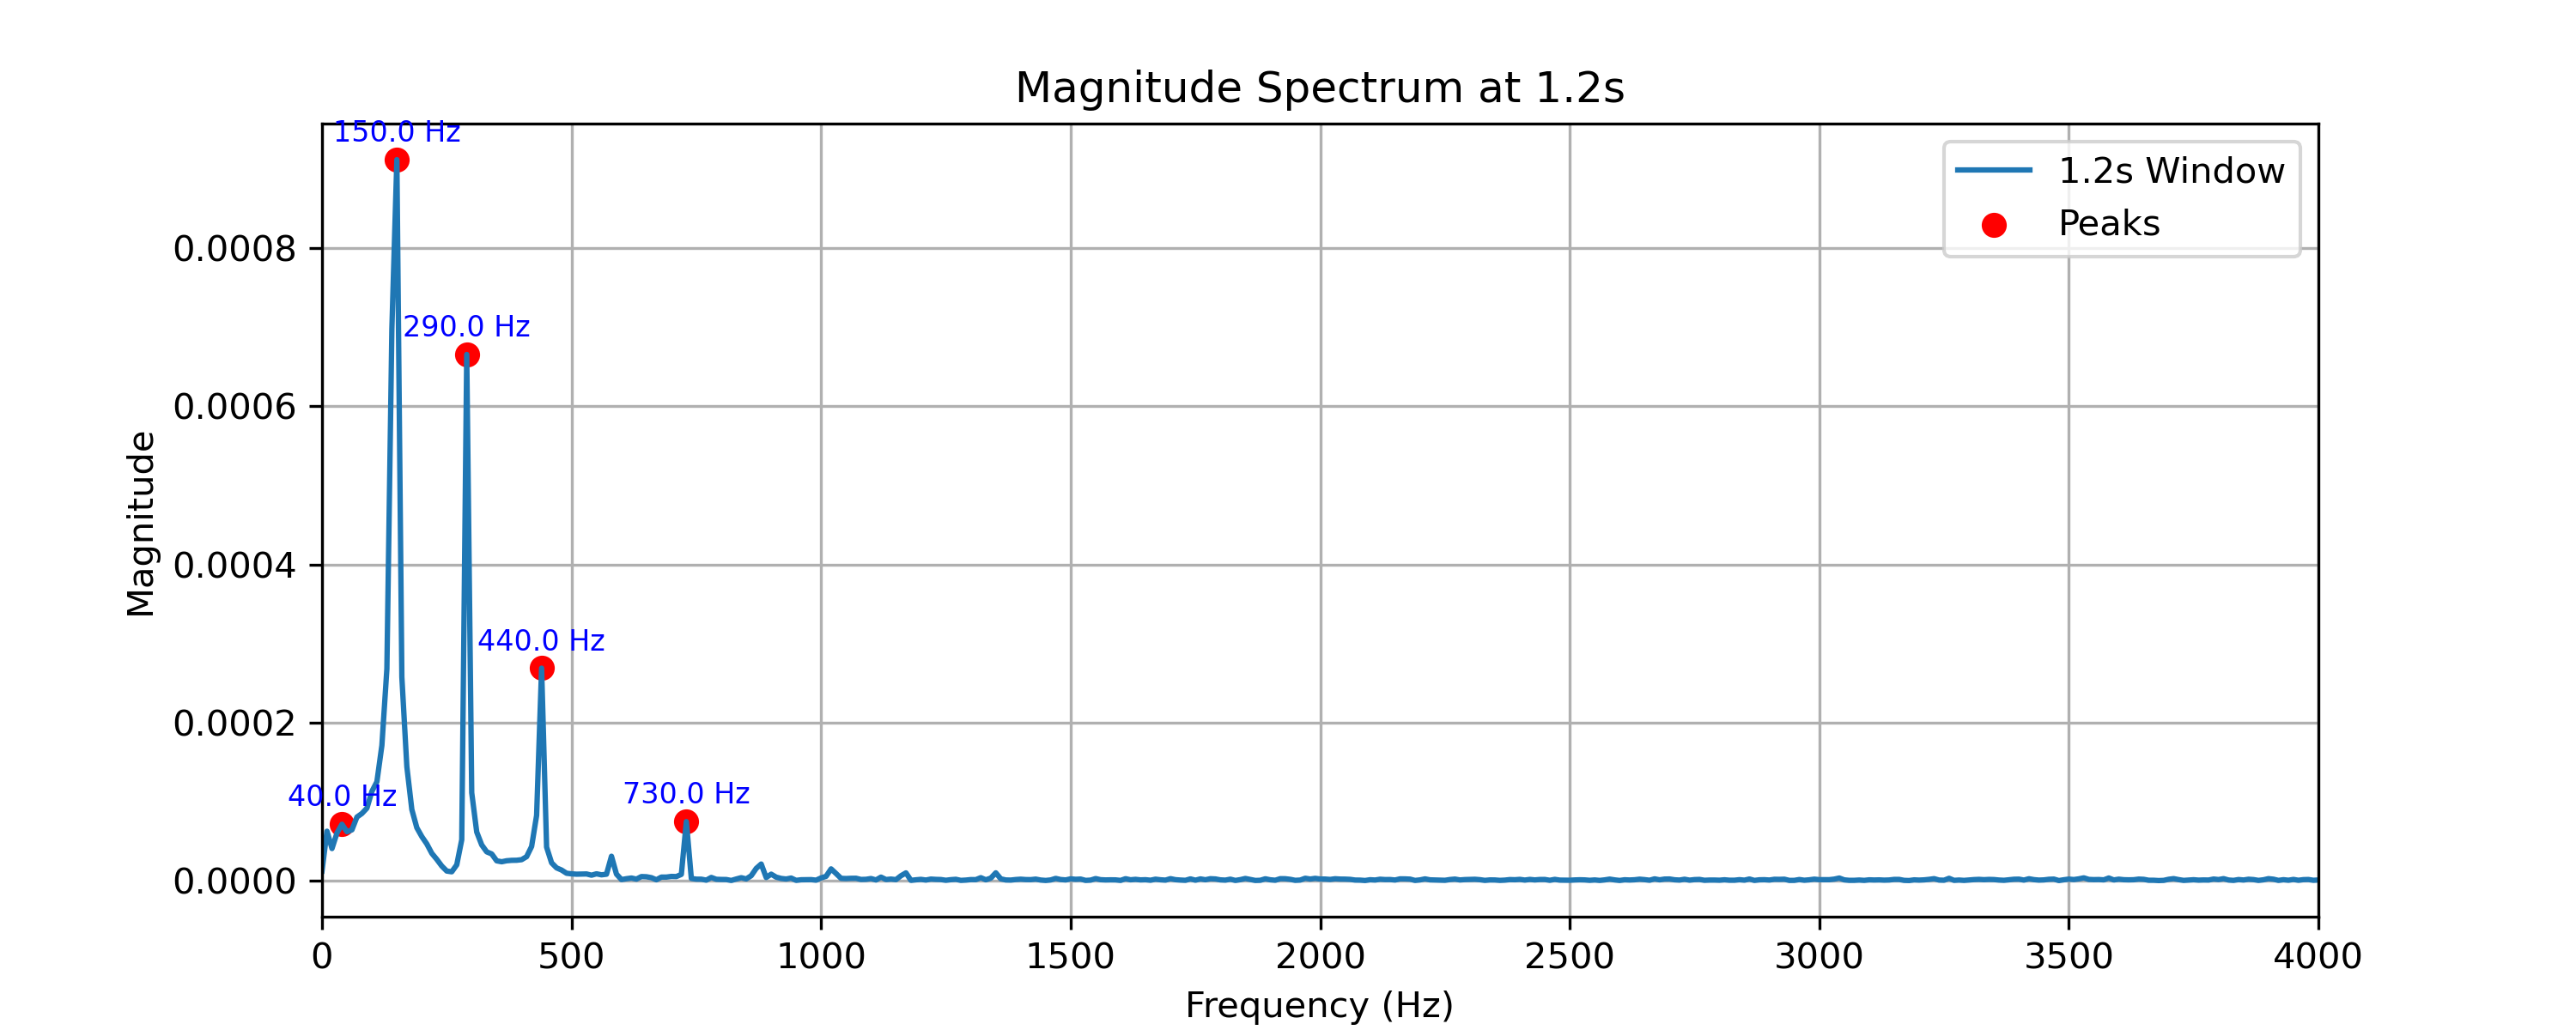 Magnitude Spectrum at 1.2s
150.0 Hz
1.2s Window
Peaks
0.0008
290.0 Hz
0.0006
Magnitude
0.0004
440.0 Hz
0.0002
40.0 Hz
730.0 Hz
0.0000
0 500 1000 1500 2000 2500 3000 3500 4000
Frequency (Hz)